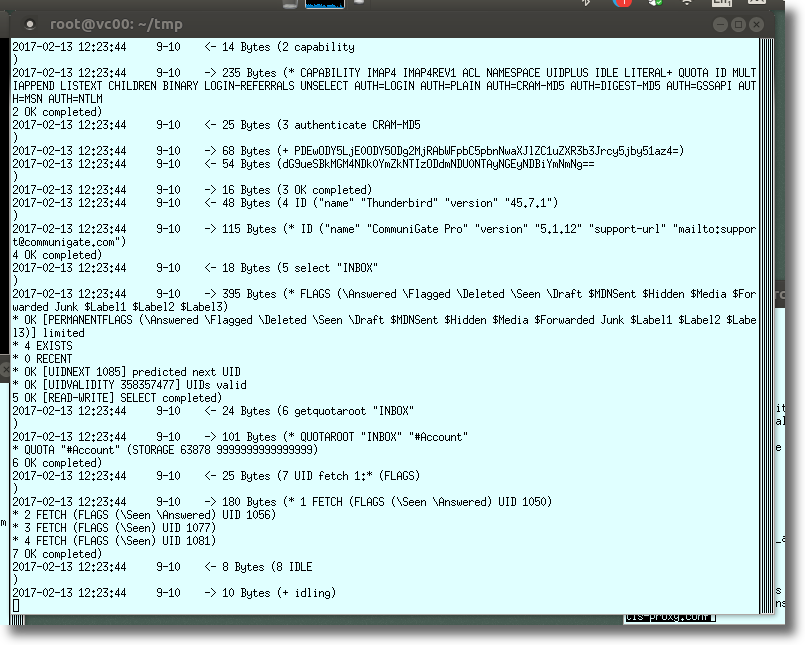 root@vc00: ~/tmp
2017-02-13 12:23:44 9-10 <- 14 Bytes (2 capability
)
2017-02-13 12:23:44 9-10 -> 235 Bytes (* CAPABILITY IMAP4 IMAP4REV1 ACL NAMESPACE UIDPLUS IDLE LITERAL+ QUOTA ID MULT
IAPPEND LISTEXT CHILDREN BINARY LOGIN-REFERRALS UNSELECT AUTH=LOGIN AUTH=PLAIN AUTH=CRAM-MD5 AUTH=DIGEST-MD5 AUTH=GSSAPI AUT
H=MSN AUTH=NTLM
2 OK completed)
2017-02-13 12:23:44 9-10 <- 25 Bytes (3 authenticate CRAM-MD5
)
2017-02-13 12:23:44 9-10 -> 68 Bytes (+
2017-02-13 12:23:44 9-10 <- 54 Bytes
)
2017-02-13 12:23:44 9-10 -> 16 Bytes (3 OK completed)
2017-02-13 12:23:44 9-10 <- 48 Bytes (4 ID ("name" "Thunderbird" "version" "45.7.1")
)
2017-02-13 12:23:44 9-10 -> 115 Bytes (* ID ("name" "CommuniGate Pro" "version" "5.1.12" "support-url" "mailto:suppor
t@communigate.com")
4 OK completed)
2017-02-13 12:23:44 9-10 <- 18 Bytes (5 select "INBOX"
)
2017-02-13 12:23:44 9-10 -> 395 Bytes (* FLAGS (\Answered \Flagged \Deleted \Seen \Draft $MDNSent $Hidden $Media $For
warded Junk $Label1 $Label2 $Label3)
* OK [PERMANENTFLAGS (\Answered \Flagged \Deleted \Seen \Draft $MDNSent $Hidden $Media $Forwarded Junk $Label1 $Label2 $Labe
l3)] limited
* 4 EXISTS
* 0 RECENT
* OK [UIDNEXT 1085] predicted next UID
* OK [UIDVALIDITY 358357477] UIDs valid
5 OK [READ-WRITE] SELECT completed)
2017-02-13 12:23:44 9-10 <- 24 Bytes (6 getquotaroot "INBOX"
)
2017-02-13 12:23:44 9-10 -> 101 Bytes (* QUOTAROOT "INBOX" "#Account"
* QUOTA "#Account" (STORAGE 63078 9999999999999999)
6 OK completed)
2017-02-13 12:23:44 9-10 <- 25 Bytes (7 UID fetch 1:* (FLAGS)
)
2017-02-13 12:23:44 9-10 -> 180 Bytes (* 1 FETCH (FLAGS (\Seen \Answered) UID 1050)
* 2 FETCH (FLAGS (\Seen \Answered) UID 1056)
* 3 FETCH (FLAGS (\Seen) UID 1077)
* 4 FETCH (FLAGS (\Seen) UID 1081)
7 OK completed)
2017-02-13 12:23:44 9-10 <- 8 Bytes (8 IDLE
)
2017-02-13 12:23:44 9-10 -> 10 Bytes (+ idling)